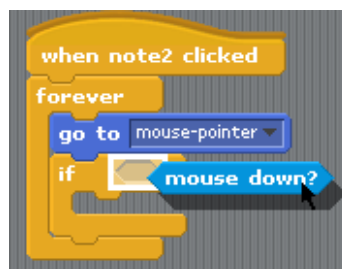 when note2 clicked
forever
go to mouse-pointer
if mouse down?